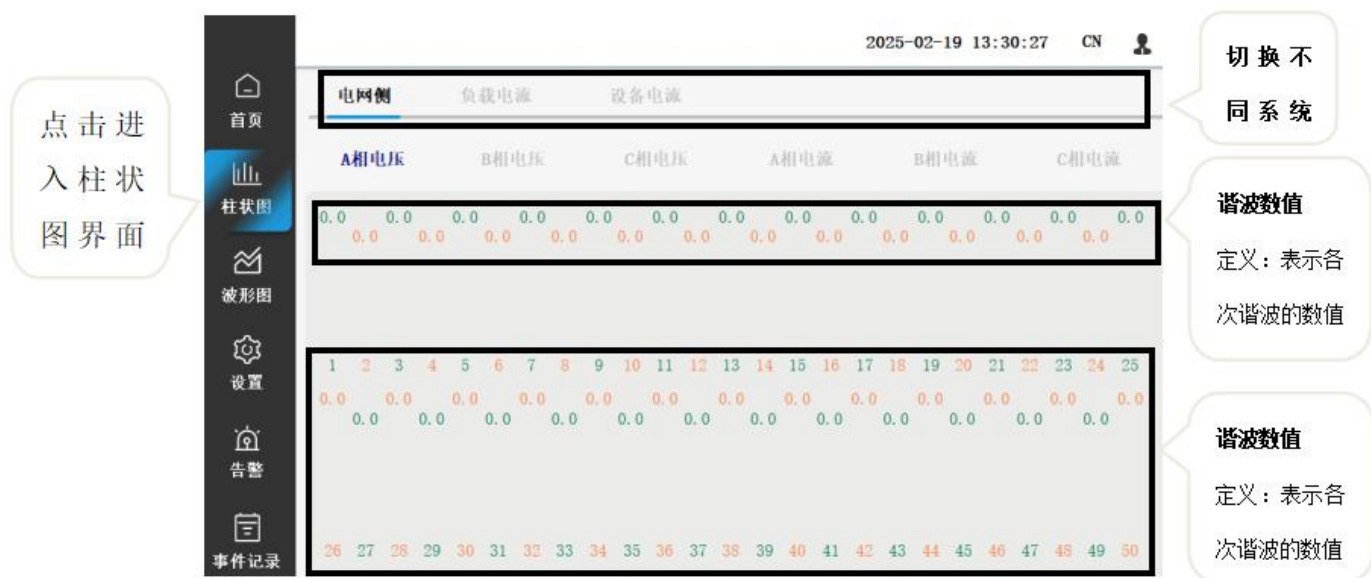 2025-02-19 13:30:27 CN
切换不
同系统
点击进
入柱状
图界面
首页
柱状图
波形图
设置
告警
事件记录
电网侧 负载电流 设备电流
A相电压 B相电压 C相电压 A相电流 B相电流 C相电流
0.0 0.0 0.0 0.0 0.0 0.0 0.0 0.0 0.0 0.0 0.0 0.0 0.0
0.0 0.0 0.0 0.0 0.0 0.0 0.0 0.0 0.0 0.0 0.0 0.0
1 2 3 4 5 6 7 8 9 10 11 12 13 14 15 16 17 18 19 20 21 22 23 24 25
0.0 0.0 0.0 0.0 0.0 0.0 0.0 0.0 0.0 0.0 0.0 0.0 0.0
0.0 0.0 0.0 0.0 0.0 0.0 0.0 0.0 0.0 0.0 0.0 0.0
26 27 28 29 30 31 32 33 34 35 36 37 38 39 40 41 42 43 44 45 46 47 48 49 50
谐波数值
定义：表示各
次谐波的数值
谐波数值
定义：表示各
次谐波的数值